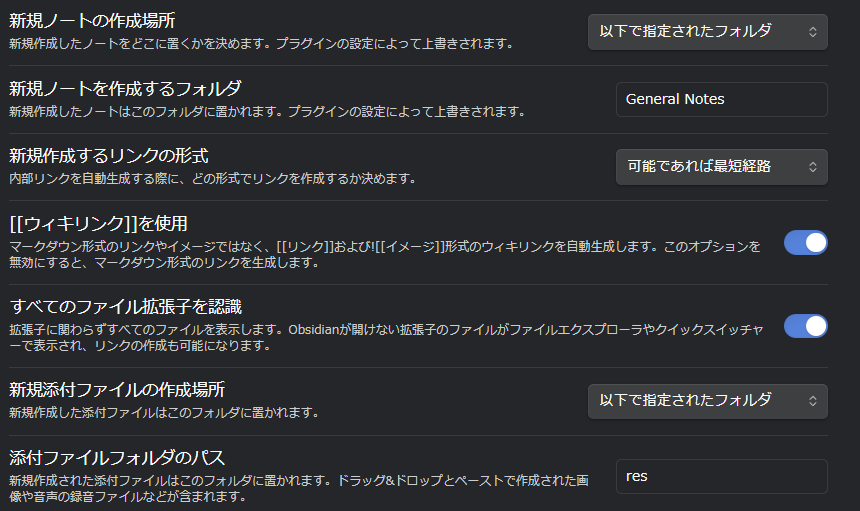 新規ノートの作成場所
新規作成したノートをどこに置くかを決めます。プラグインの設定によって上書きされます。
以下で指定されたフォルダ
新規ノートを作成するフォルダ
新規作成したノートはこのフォルダに置かれます。プラグインの設定によって上書きされます。
General Notes
新規作成するリンクの形式
内部リンクを自動生成する際に、どの形式でリンクを作成するか決めます。
可能であれば最短経路
[[ウィキリンク]]を使用
マークダウン形式のリンクやイメージではなく、[[リンク]]および![[イメージ]]形式のウィキリンクを自動生成します。このオプションを
無効にすると、マークダウン形式のリンクを生成します。
すべてのファイル拡張子を認識
拡張子に関わらずすべてのファイルを表示します。Obsidianが開けない拡張子のファイルがファイルエクスプローラやクイックスイッチャ
ーで表示され、リンクの作成も可能になります。
新規添付ファイルの作成場所
新規作成した添付ファイルはこのフォルダに置かれます。
以下で指定されたフォルダ
添付ファイルフォルダのパス
新規作成された添付ファイルはこのフォルダに置かれます。ドラッグ&ドロップとペーストで作成された画
像や音声の録音ファイルなどが含まれます。
res